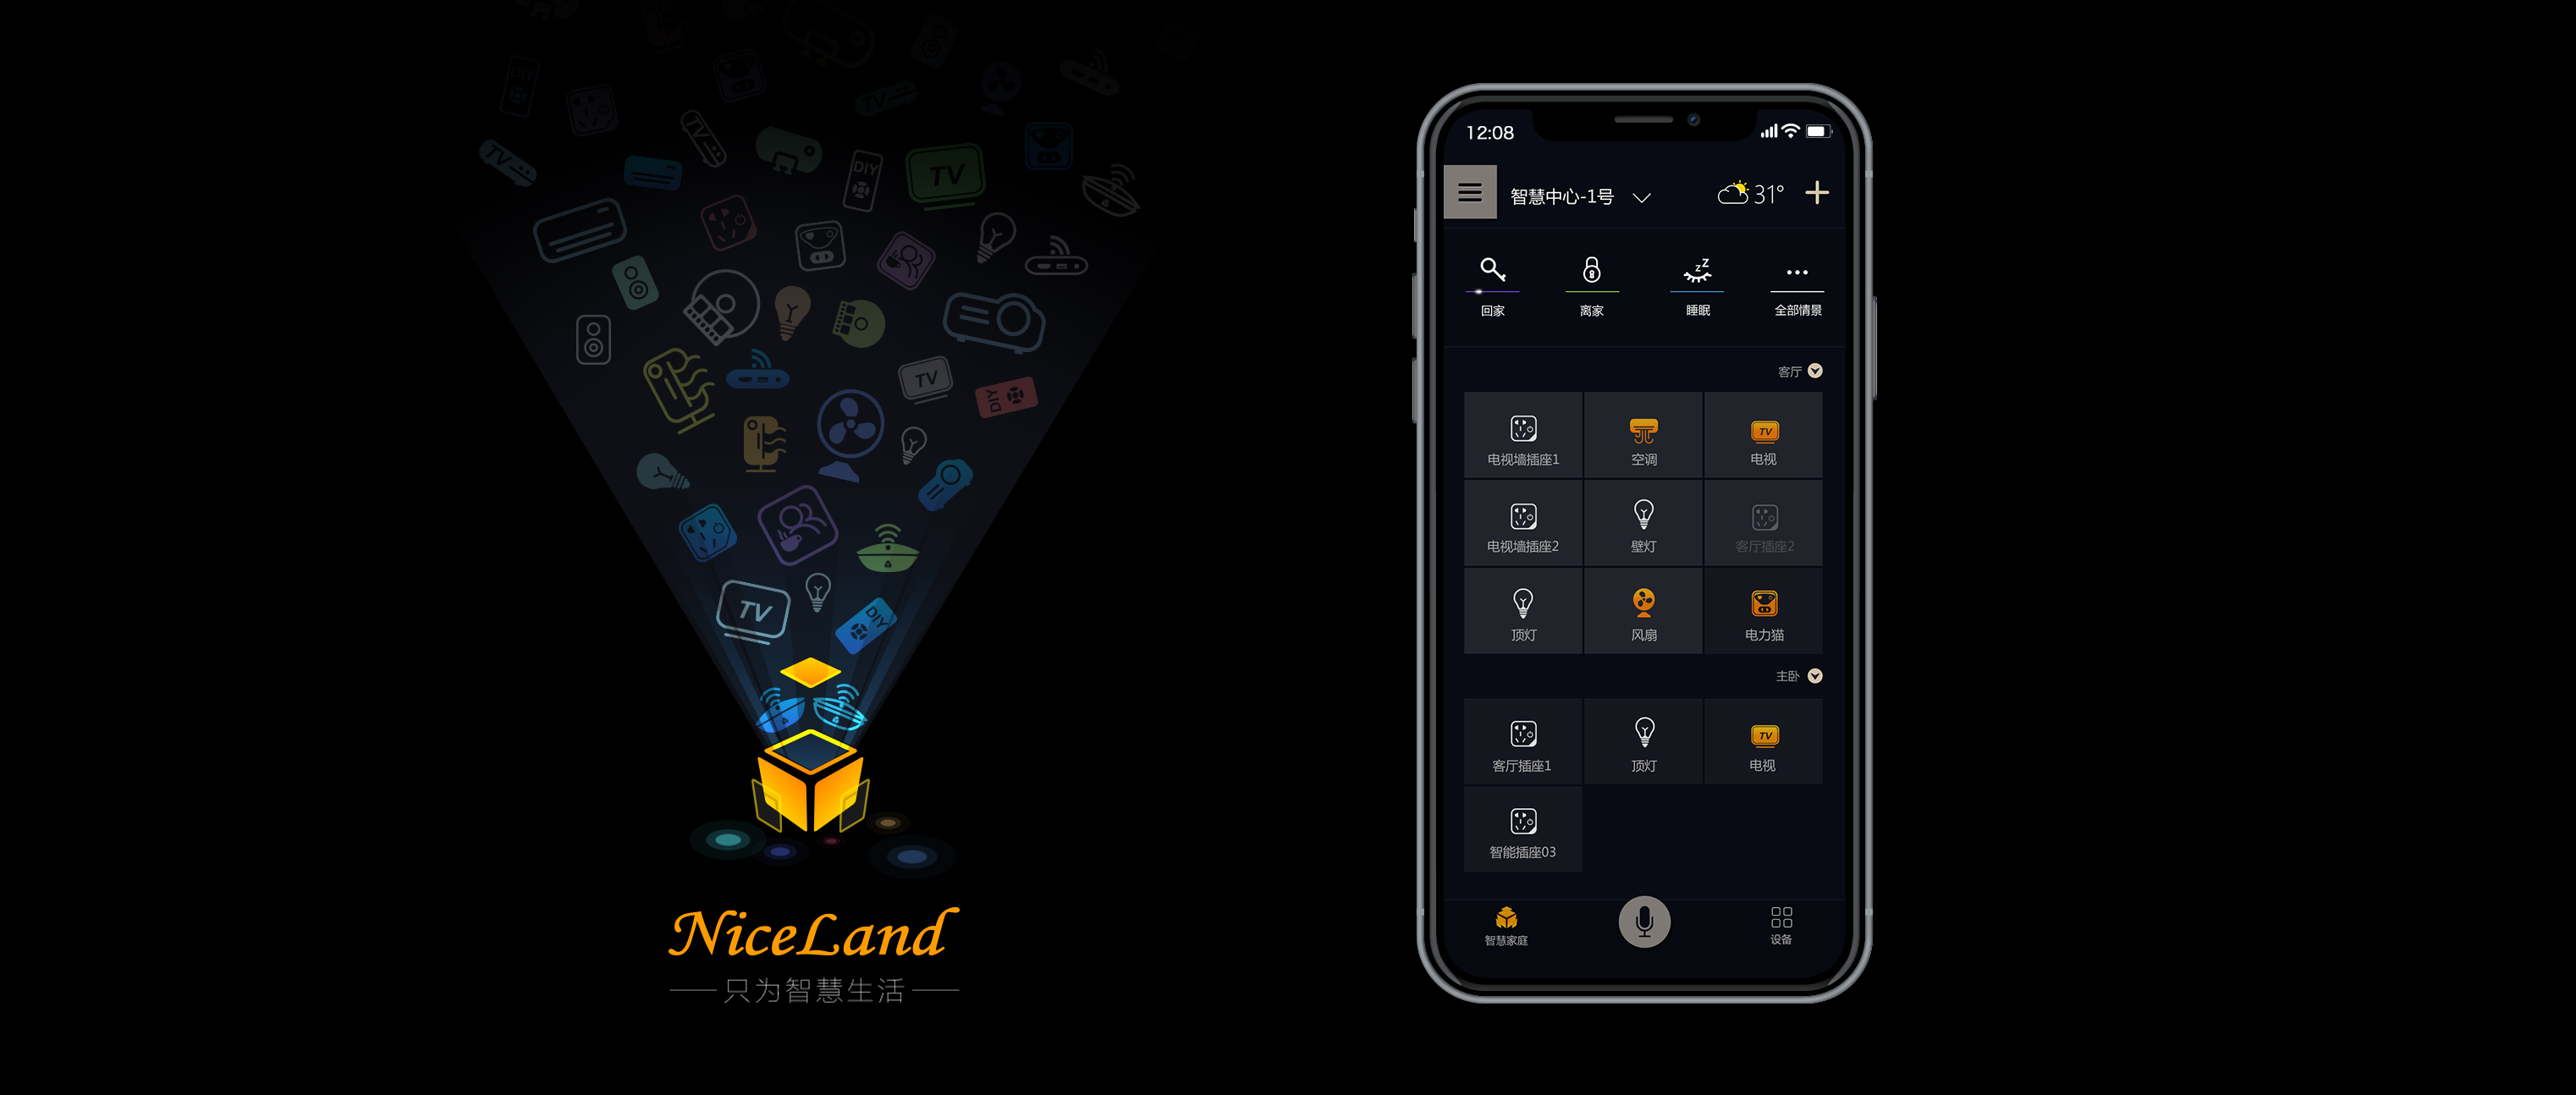 DIY
TV
TV
TV
DIY
TV
TV
DIY
TV
DIY
NiceLand
只为智慧生活
12:08
智慧中心-1号
31°
zZ
回家
离家
睡眠
全部情景
客厅
电视墙插座1
空调
TV
电视
电视墙插座2
壁灯
客厅插座2
顶灯
风扇
电力猫
主卧
客厅插座1
顶灯
TV
电视
智能插座03
智慧家庭
设备